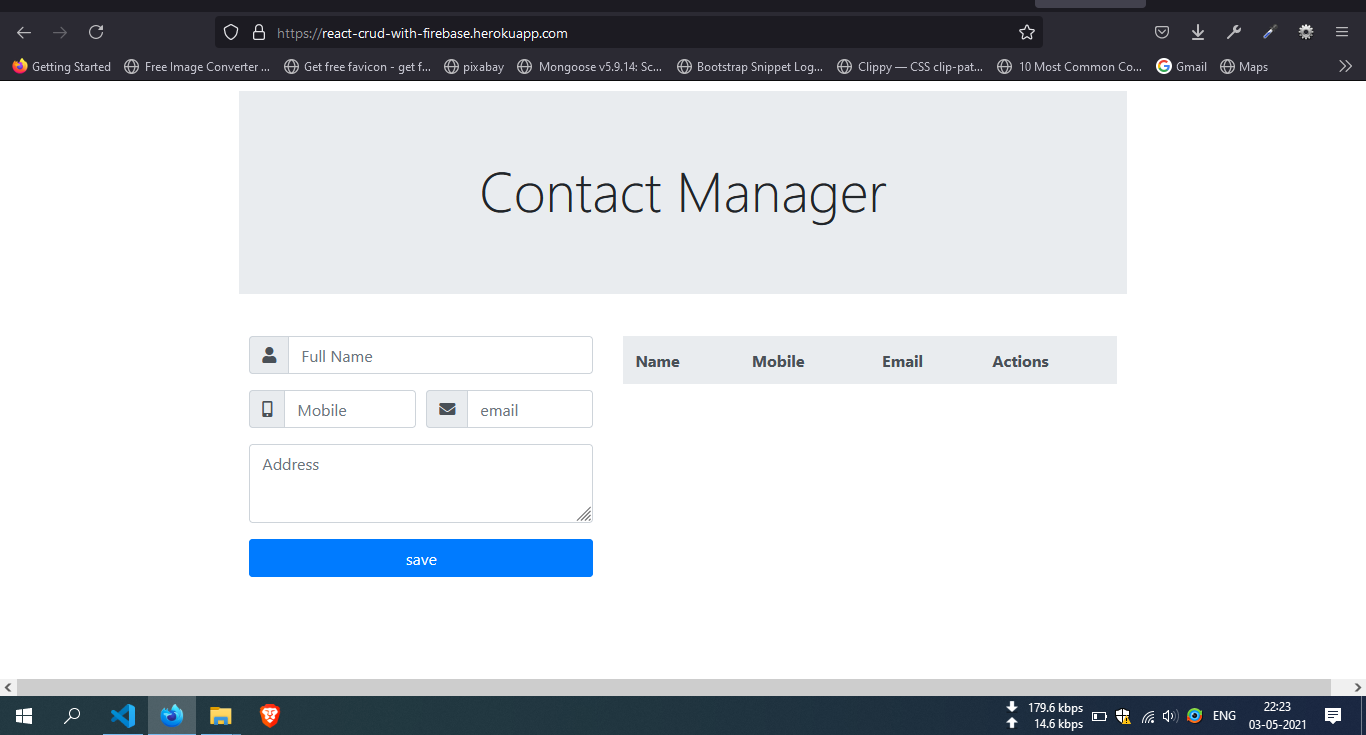 https://react-crud-with-firebase.herokuapp.com
Getting Started Free Image Converter ... Get free favicon - get f... pixabay Mongoose v5.9.14: Sc... Bootstrap Snippet Log... Clippy — CSS clip-pat... 10 Most Common Co... Gmail Maps
Contact Manager
Full Name
Mobile email
Address
save
Name Mobile Email Actions
179.6 kbps
14.6 kbps
ENG
22:23
03-05-2021